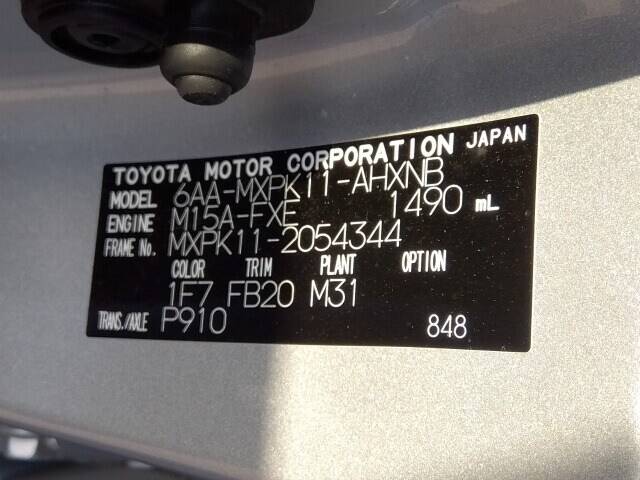 TOYOTA MOTOR CORPORATION JAPAN
MODEL 6AA-MXPK11-AHXNB
ENGINE M15A-FXE 1490 mL
FRAME No. MXPK11-2054344
COLOR TRIM PLANT OPTION
1F7 FB20 M31
TRANS./AXLE P910 848